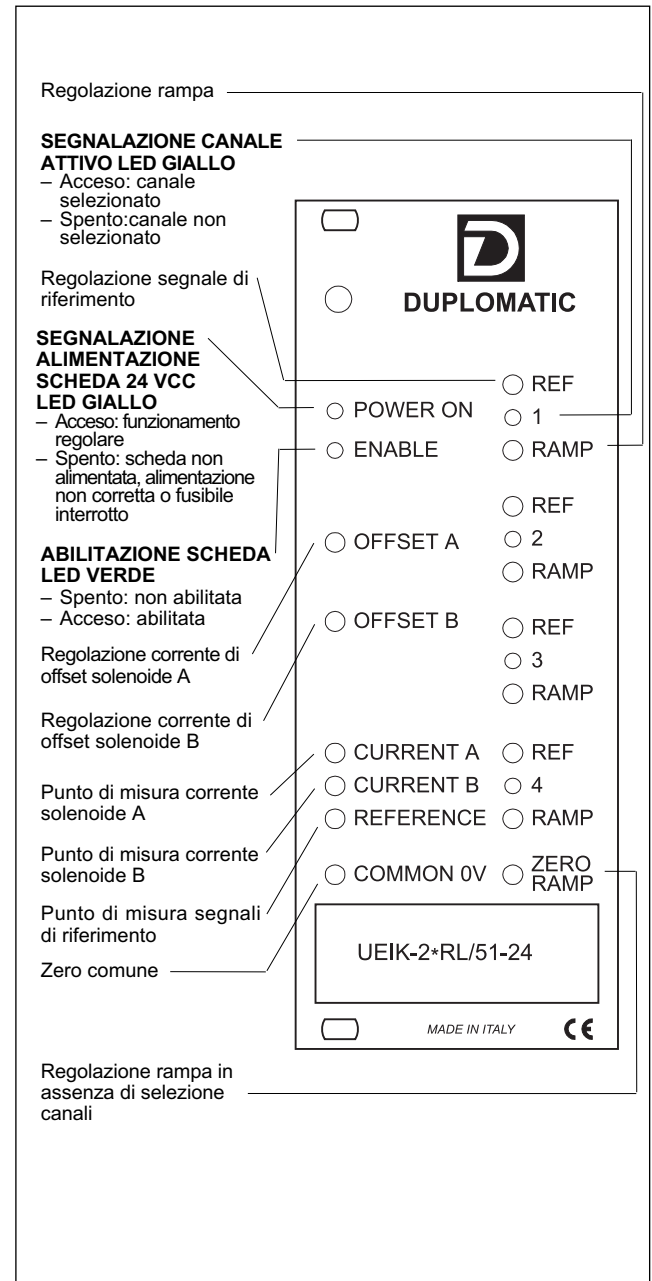 Regolazione rampa
SEGNALAZIONE CANALE
ATTIVO LED GIALLO
– Acceso: canale
selezionato
– Spento:canale non
selezionato
Regolazione segnale di
riferimento
SEGNALAZIONE
ALIMENTAZIONE
SCHEDA 24 VCC
LED GIALLO
– Acceso: funzionamento
regolare
– Spento: scheda non
alimentata, alimentazione
non corretta o fusibile
interrotto
ABILITAZIONE SCHEDA
LED VERDE
– Spento: non abilitata
– Acceso: abilitata
Regolazione corrente di
offset solenoide A
Regolazione corrente di
offset solenoide B
Punto di misura corrente
solenoide A
Punto di misura corrente
solenoide B
Punto di misura segnali
di riferimento
Zero comune
Regolazione rampa in
assenza di selezione
canali
D
DUPLOMATIC
POWER ON
ENABLE
OFFSET A
OFFSET B
CURRENT A
CURRENT B
REFERENCE
COMMON 0V
REF
1
RAMP
REF
2
RAMP
REF
3
RAMP
REF
4
RAMP
ZERO
RAMP
UEIK-2*RL/51-24
MADE IN ITALY CE